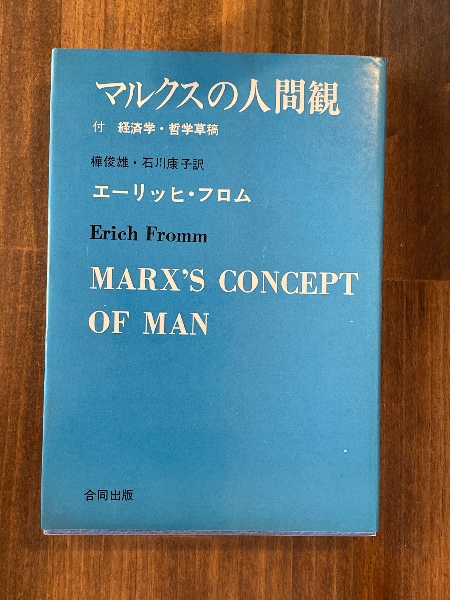 マルクスの人間観
付 経済学・哲学草稿
樺俊雄・石川康子訳
エーリッヒ・フロム
Erich Fromm
MARX'S CONCEPT
OF MAN
合同出版